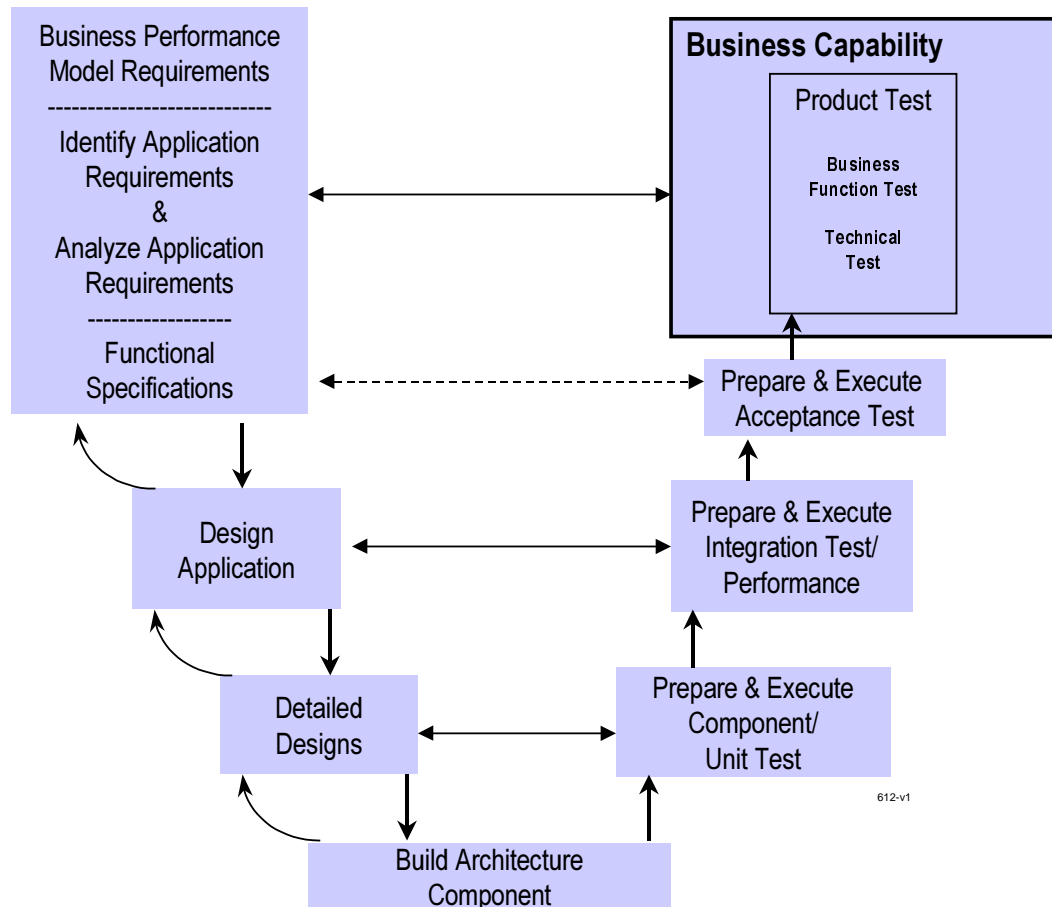 Business Performance
Model Requirements
----------------------------
Identify Application
Requirements
&
Analyze Application
Requirements
------------------
Functional
Specifications
Business Capability
Product Test
Business
Function Test
Technical
Test
Prepare & Execute
Acceptance Test
Design
Application
Prepare & Execute
Integration Test/
Performance
Detailed
Designs
Prepare & Execute
Component/
Unit Test
612-v1
Build Architecture
Component